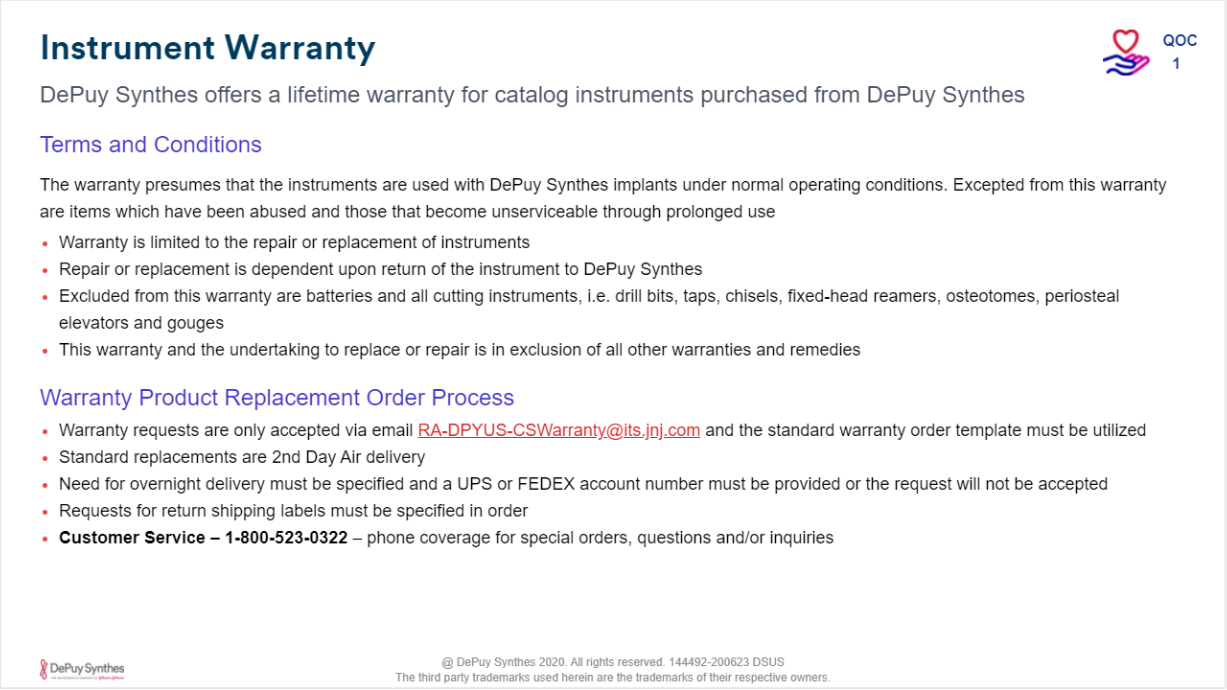 Instrument Warranty
QOC
1
DePuy Synthes offers a lifetime warranty for catalog instruments purchased from DePuy Synthes
Terms and Conditions
The warranty presumes that the instruments are used with DePuy Synthes implants under normal operating conditions. Excepted from this warranty
are items which have been abused and those that become unserviceable through prolonged use
• Warranty is limited to the repair or replacement of instruments
• Repair or replacement is dependent upon return of the instrument to DePuy Synthes
• Excluded from this warranty are batteries and all cutting instruments, i.e. drill bits, taps, chisels, fixed-head reamers, osteotomes, periosteal
elevators and gouges
• This warranty and the undertaking to replace or repair is in exclusion of all other warranties and remedies
Warranty Product Replacement Order Process
• Warranty requests are only accepted via email RA-DPYUS-CSWarranty@its.jnj.com and the standard warranty order template must be utilized
• Standard replacements are 2nd Day Air delivery
• Need for overnight delivery must be specified and a UPS or FEDEX account number must be provided or the request will not be accepted
• Requests for return shipping labels must be specified in order
• Customer Service – 1-800-523-0322 – phone coverage for special orders, questions and/or inquiries
DePuy Synthes
@ DePuy Synthes 2020. All rights reserved. 144492-200623 DSUS
The third party trademarks used herein are the trademarks of their respective owners.